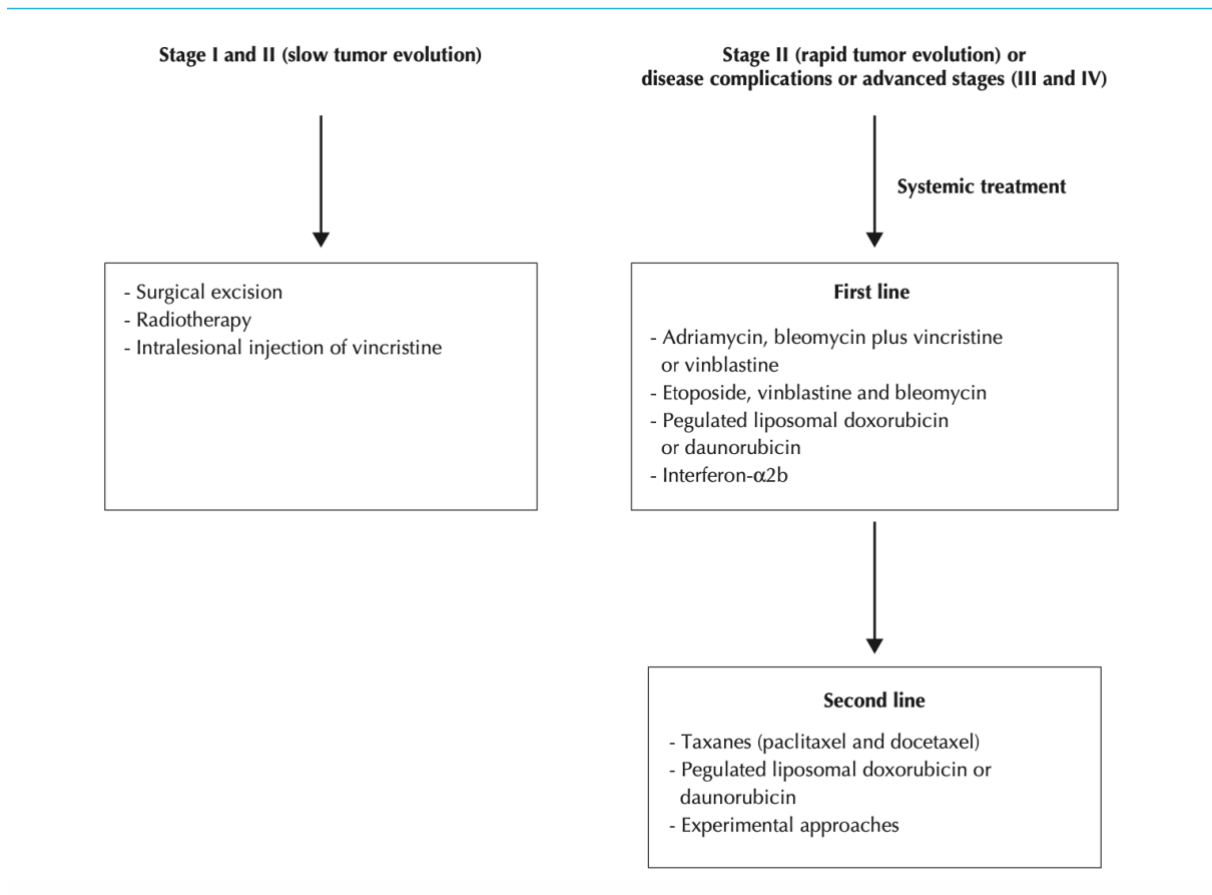 Stage I and II (slow tumor evolution)
Stage II (rapid tumor evolution) or
disease complications or advanced stages (III and IV)
Systemic treatment
- Surgical excision
- Radiotherapy
- Intralesional injection of vincristine
First line
- Adriamycin, bleomycin plus vincristine
or vinblastine
- Etoposide, vinblastine and bleomycin
- Pegulated liposomal doxorubicin
or daunorubicin
- Interferon-α2b
Second line
- Taxanes (paclitaxel and docetaxel)
- Pegulated liposomal doxorubicin or
daunorubicin
- Experimental approaches